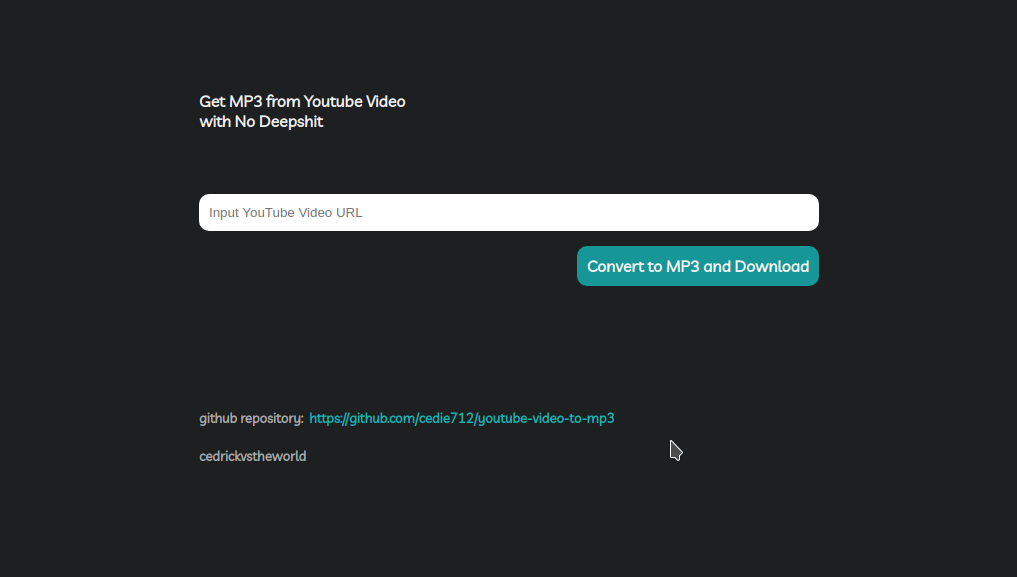 Get MP3 from Youtube Video
with No Deepshit
Input YouTube Video URL
Convert to MP3 and Download
github repository: https://github.com/cedie712/youtube-video-to-mp3
cedrickvstheworld